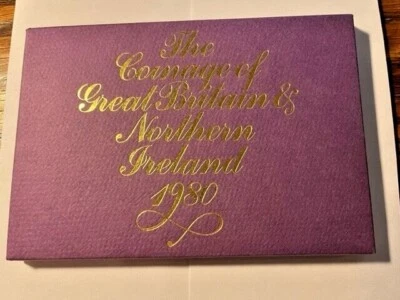 The
Coinage of
Great Britain &
Northern
Ireland
1980